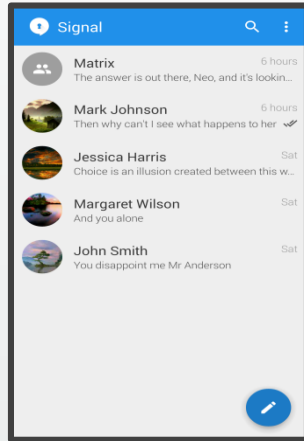 Signal
Matrix 6 hours
The answer is out there, Neo, and it's lookin...
Mark Johnson 6 hours
Then why can't I see what happens to her
Jessica Harris Sat
Choice is an illusion created between this w...
Margaret Wilson Sat
And you alone
John Smith Sat
You disappoint me Mr Anderson